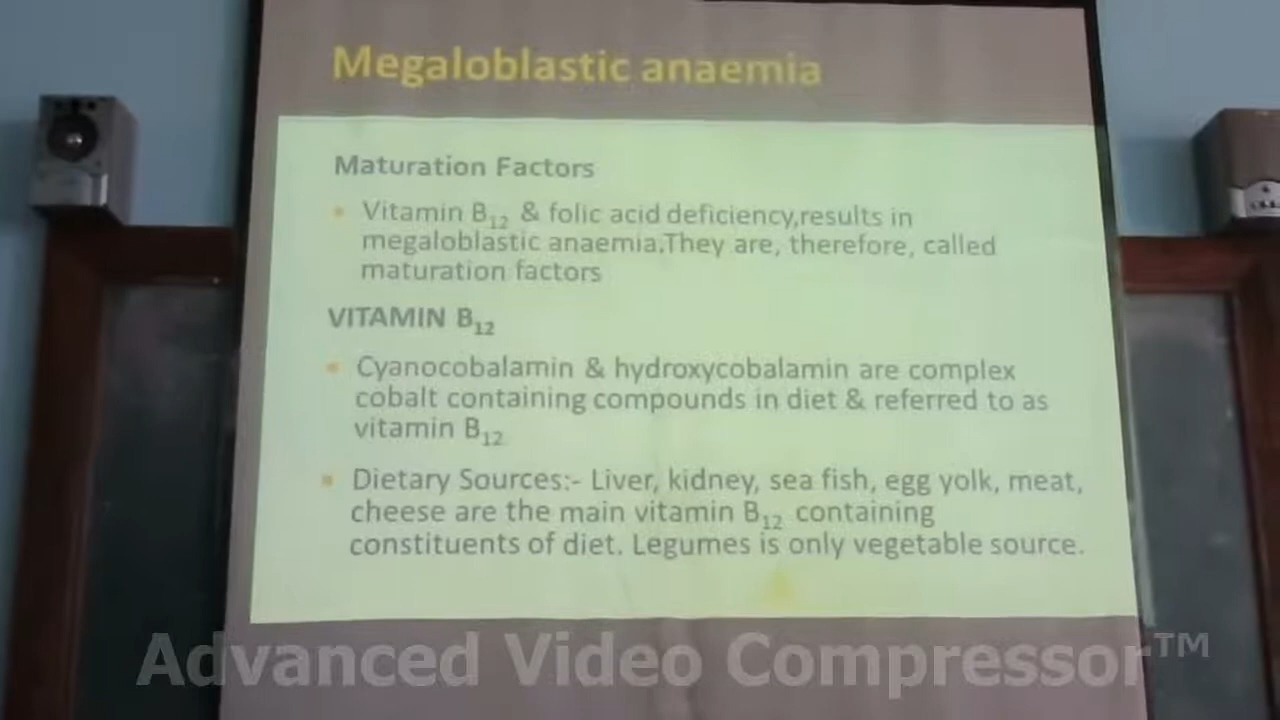 Megaloblastic anaemia
Maturation Factors
Vitamin B12 & folic acid deficiency,results in
megaloblastic anaemia.They are, therefore, called
maturation factors
VITAMIN B12
Cyanocobalamin & hydroxycobalamin are complex
cobalt containing compounds in diet & referred to as
vitamin B12
Dietary Sources:- Liver, kidney, sea fish, egg yolk, meat,
cheese are the main vitamin B12 containing
constituents of diet. Legumes is only vegetable source.
Advanced Video Compressor™